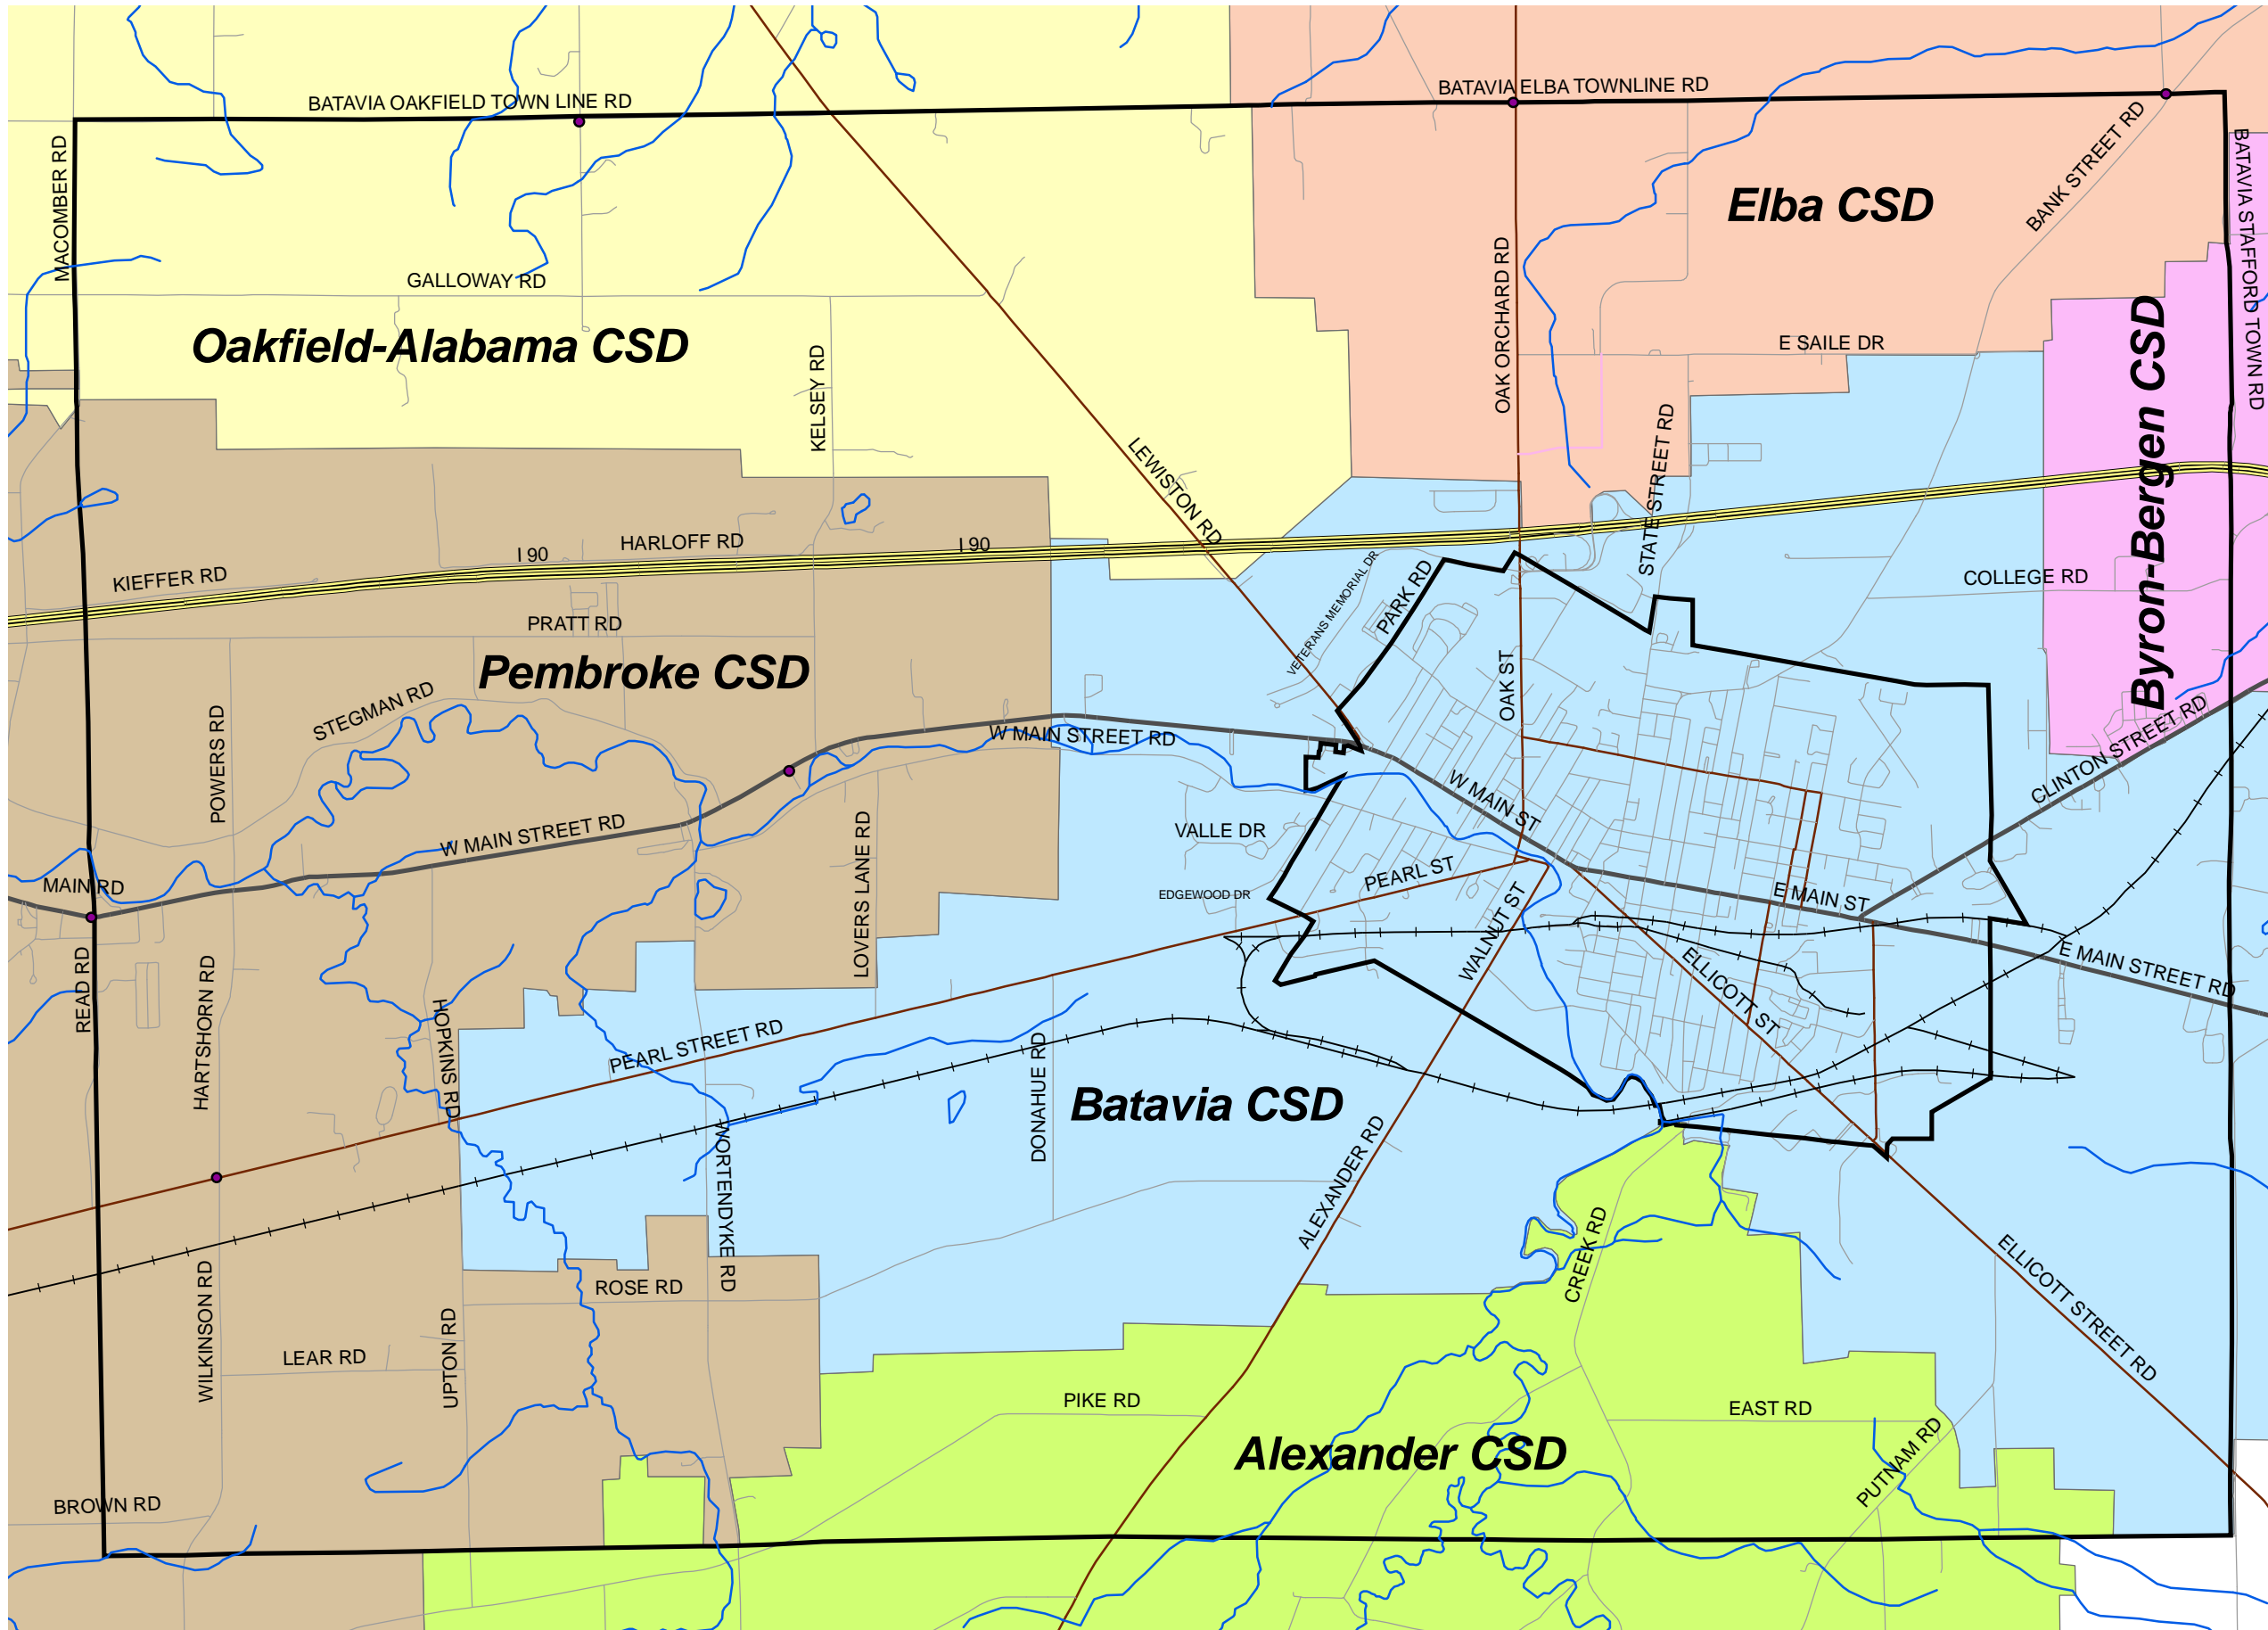 BATAVIA ELBA TOWNLINE RD
BATAVIA OAKFIELD TOWN LINE RD
MACOMBER RD
BANK STREET RD
BATAVIA STAFFORD TOWN RD
Elba CSD
GALLOWAY RD
OAK ORCHARD RD
Oakfield-Alabama CSD
E SAILE DR
KELSEY RD
Byron-Bergen CSD
LEWISTON RD
STATE STREET RD
HARLOFF RD
I 90
I 90
KIEFFER RD
VETERANS MEMORIAL DR
PARK RD
COLLEGE RD
PRATT RD
Pembroke CSD
OAK ST
STEGMAN RD
POWERS RD
W MAIN STREET RD
CLINTON STREET RD
W MAIN ST
VALLE DR
W MAIN STREET RD
LOVERS LANE RD
MAIN RD
PEARL ST
EDGEWOOD DR
E MAIN ST
WALNUT ST
READ RD
HARTSHORN RD
ELLICOTT ST
E MAIN STREET RD
HOPKINS RD
PEARL STREET RD
DONAHUE RD
Batavia CSD
WORTENDYKE RD
ALEXANDER RD
CREEK RD
ELLICOTT STREET RD
ROSE RD
WILKINSON RD
UPTON RD
LEAR RD
PIKE RD
EAST RD
Alexander CSD
PUTNAM RD
BROWN RD